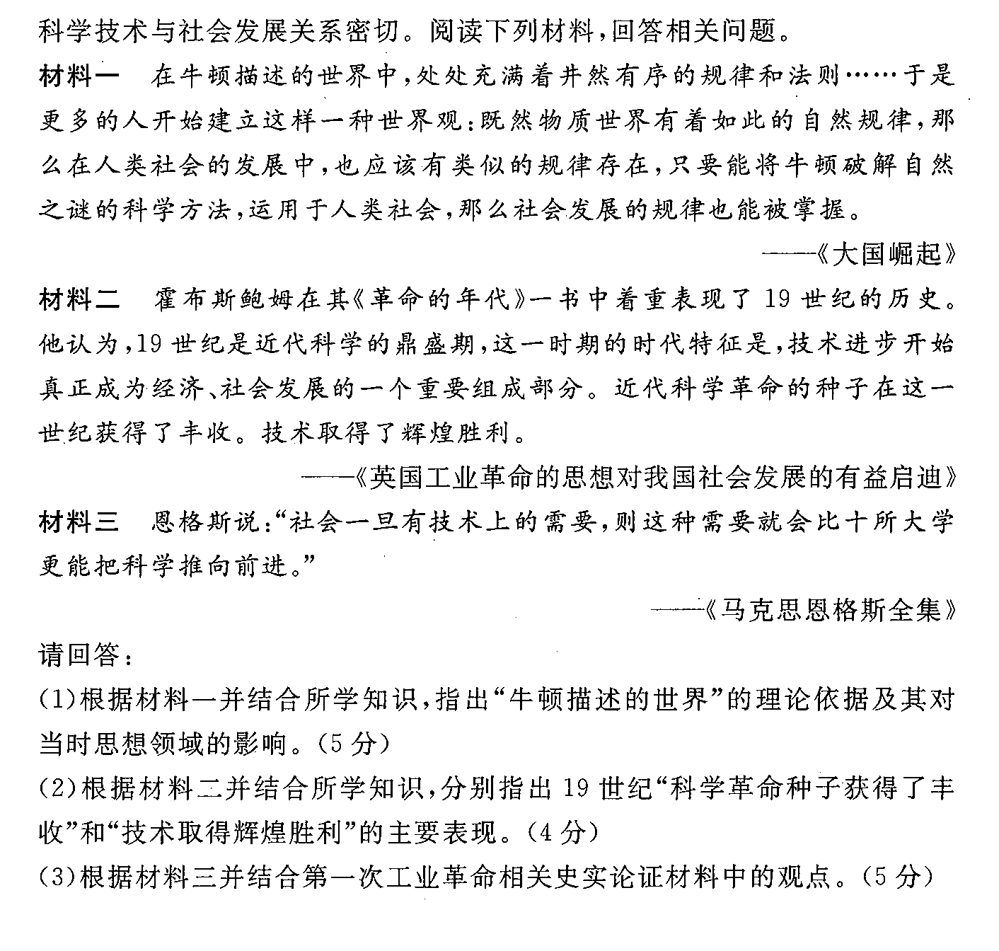 科学技术与社会发展关系密切。阅读下列材料,回答相关问题。
材料一　在牛顿描述的世界中,处处充满着井然有序的规律和法则……于是
更多的人开始建立这样一种世界观:既然物质世界有着如此的自然规律,那
么在人类社会的发展中,也应该有类似的规律存在,只要能将牛顿破解自然
之谜的科学方法,运用于人类社会,那么社会发展的规律也能被掌握。
——《大国崛起》
材料二　霍布斯鲍姆在其《革命的年代》一书中着重表现了 19 世纪的历史。
他认为,19 世纪是近代科学的鼎盛期,这一时期的时代特征是,技术进步开始
真正成为经济、社会发展的一个重要组成部分。近代科学革命的种子在这一
世纪获得了丰收。技术取得了辉煌胜利。
——《英国工业革命的思想对我国社会发展的有益启迪》
材料三　恩格斯说:“社会一旦有技术上的需要,则这种需要就会比十所大学
更能把科学推向前进。”
——《马克思恩格斯全集》
请回答:
(1)根据材料一并结合所学知识,指出“牛顿描述的世界”的理论依据及其对
当时思想领域的影响。(5 分)
(2)根据材料二并结合所学知识,分别指出 19 世纪“科学革命种子获得了丰
收”和“技术取得辉煌胜利”的主要表现。(4 分)
(3)根据材料三并结合第一次工业革命相关史实论证材料中的观点。(5 分)